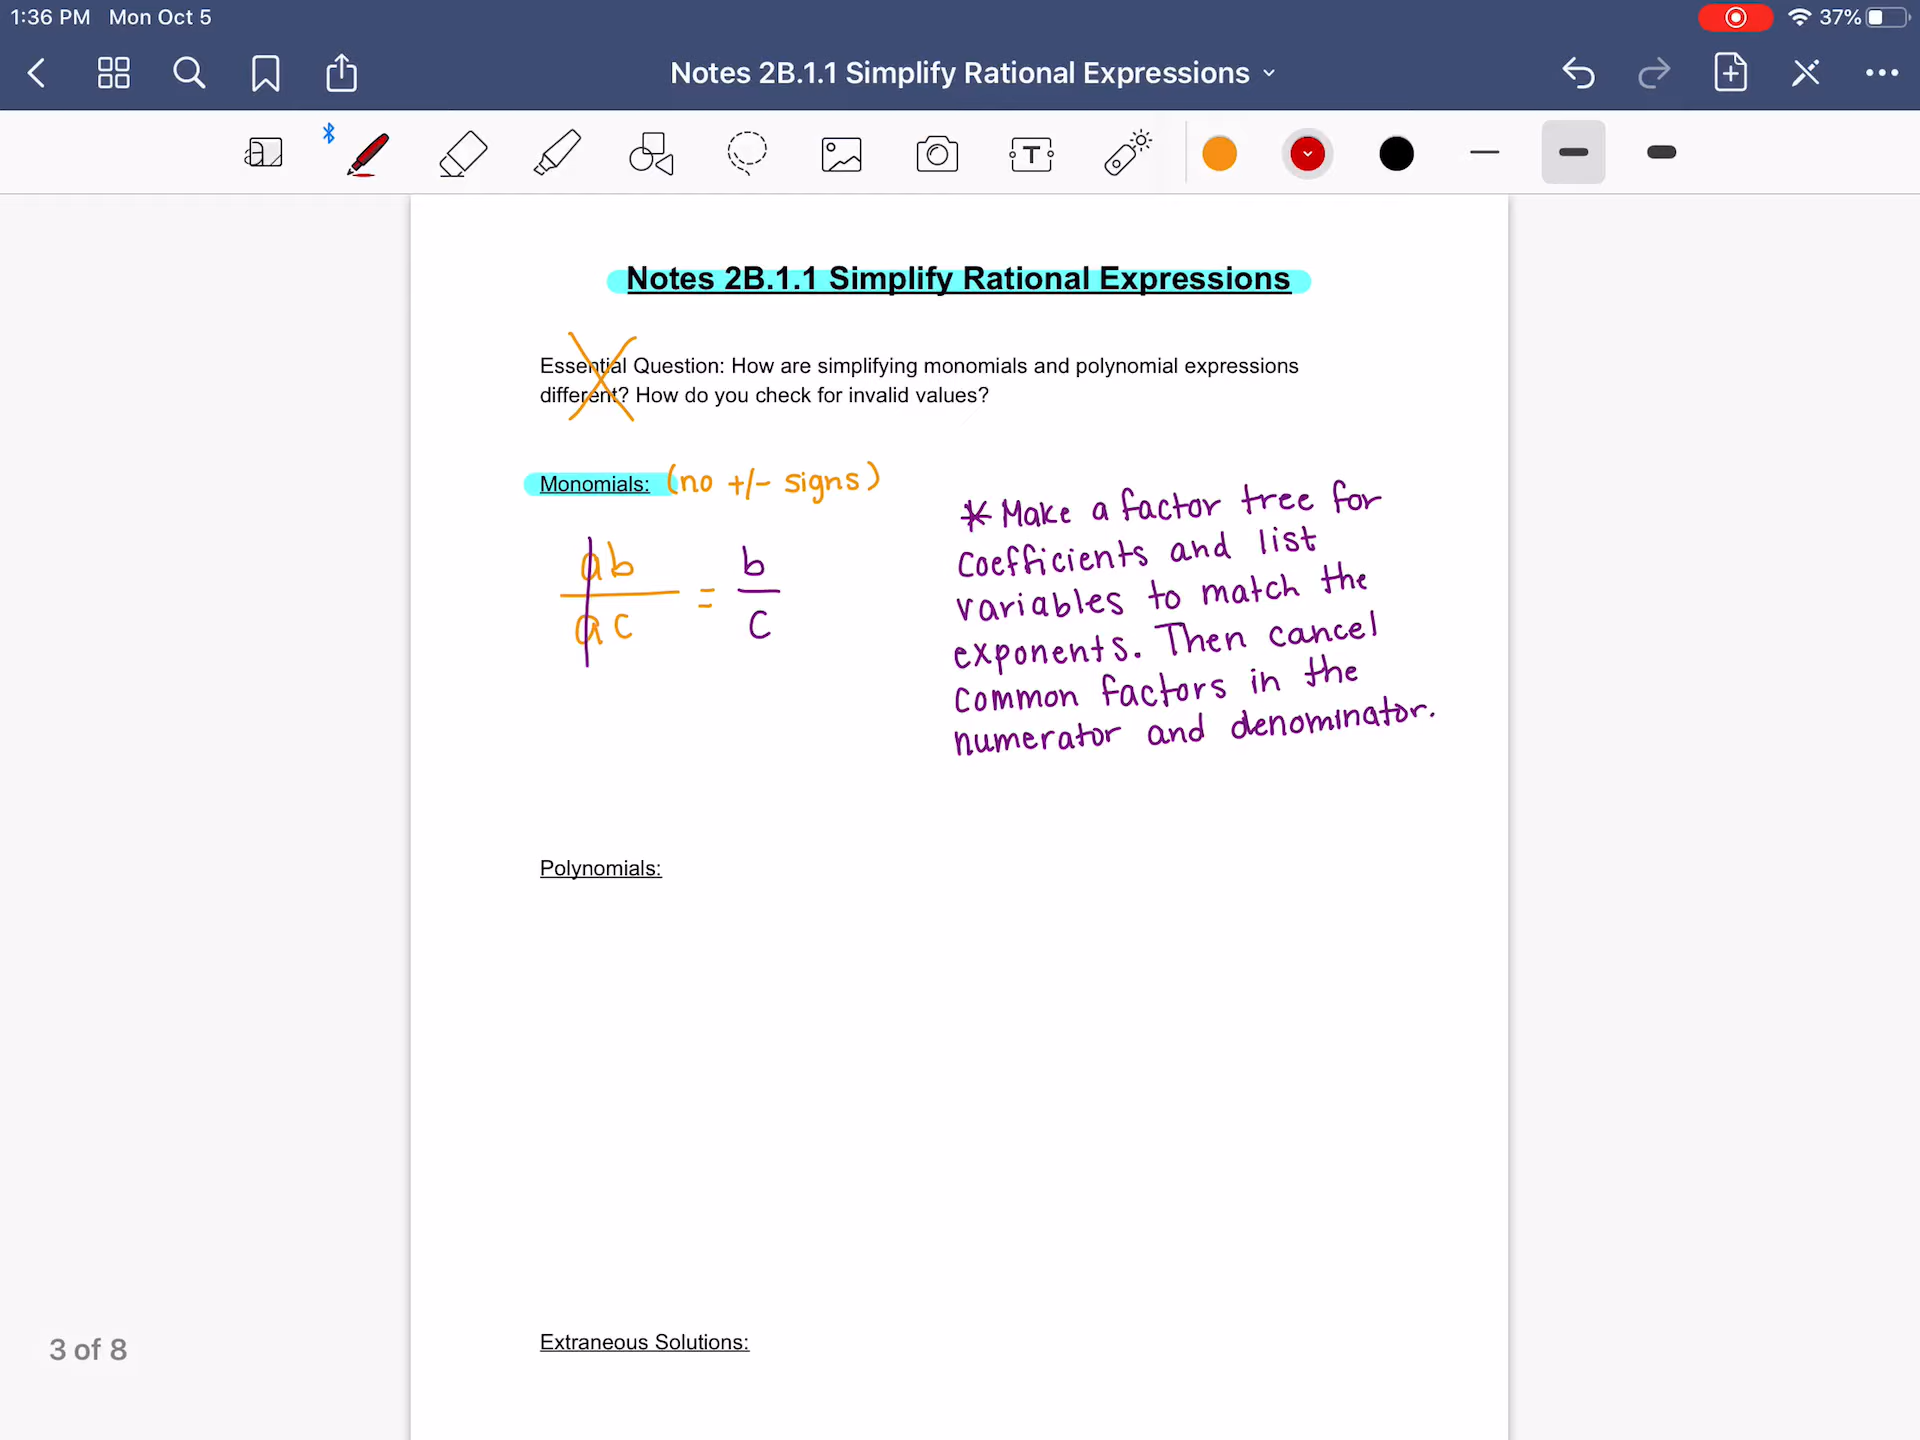 1:36 PM Mon Oct 5
37%
Notes 2B.1.1 Simplify Rational Expressions
Notes 2B.1.1 Simplify Rational Expressions
Essential Question: How are simplifying monomials and polynomial expressions
different? How do you check for invalid values?
Monomials: (no +/- signs)
ab
ac
=
b
c
* Make a factor tree for
coefficients and list
variables to match the
exponents. Then cancel
common factors in the
numerator and denominator.
Polynomials:
Extraneous Solutions:
3 of 8